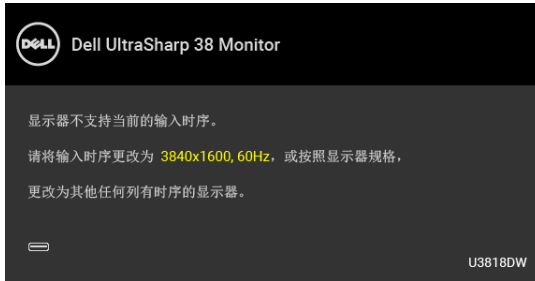 DELL
Dell UltraSharp 38 Monitor
显示器不支持当前的输入时序。
请将输入时序更改为 3840x1600, 60Hz，或按照显示器规格，
更改为其他任何列有时序的显示器。
U3818DW